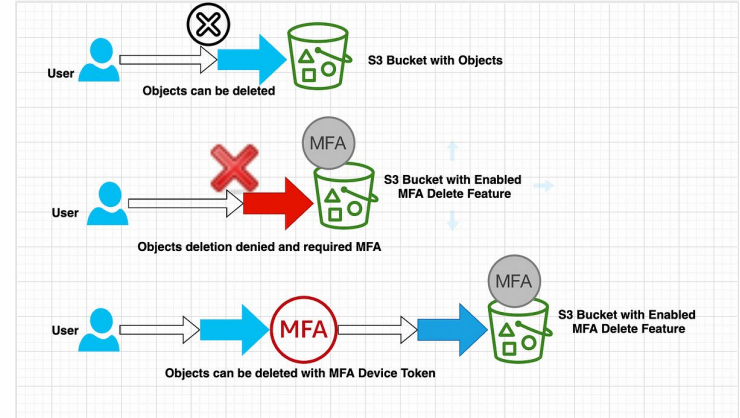 User
S3 Bucket with Objects
Objects can be deleted
MFA
S3 Bucket with Enabled
MFA Delete Feature
User
Objects deletion denied and required MFA
MFA
User
MFA
S3 Bucket with Enabled
MFA Delete Feature
Objects can be deleted with MFA Device Token